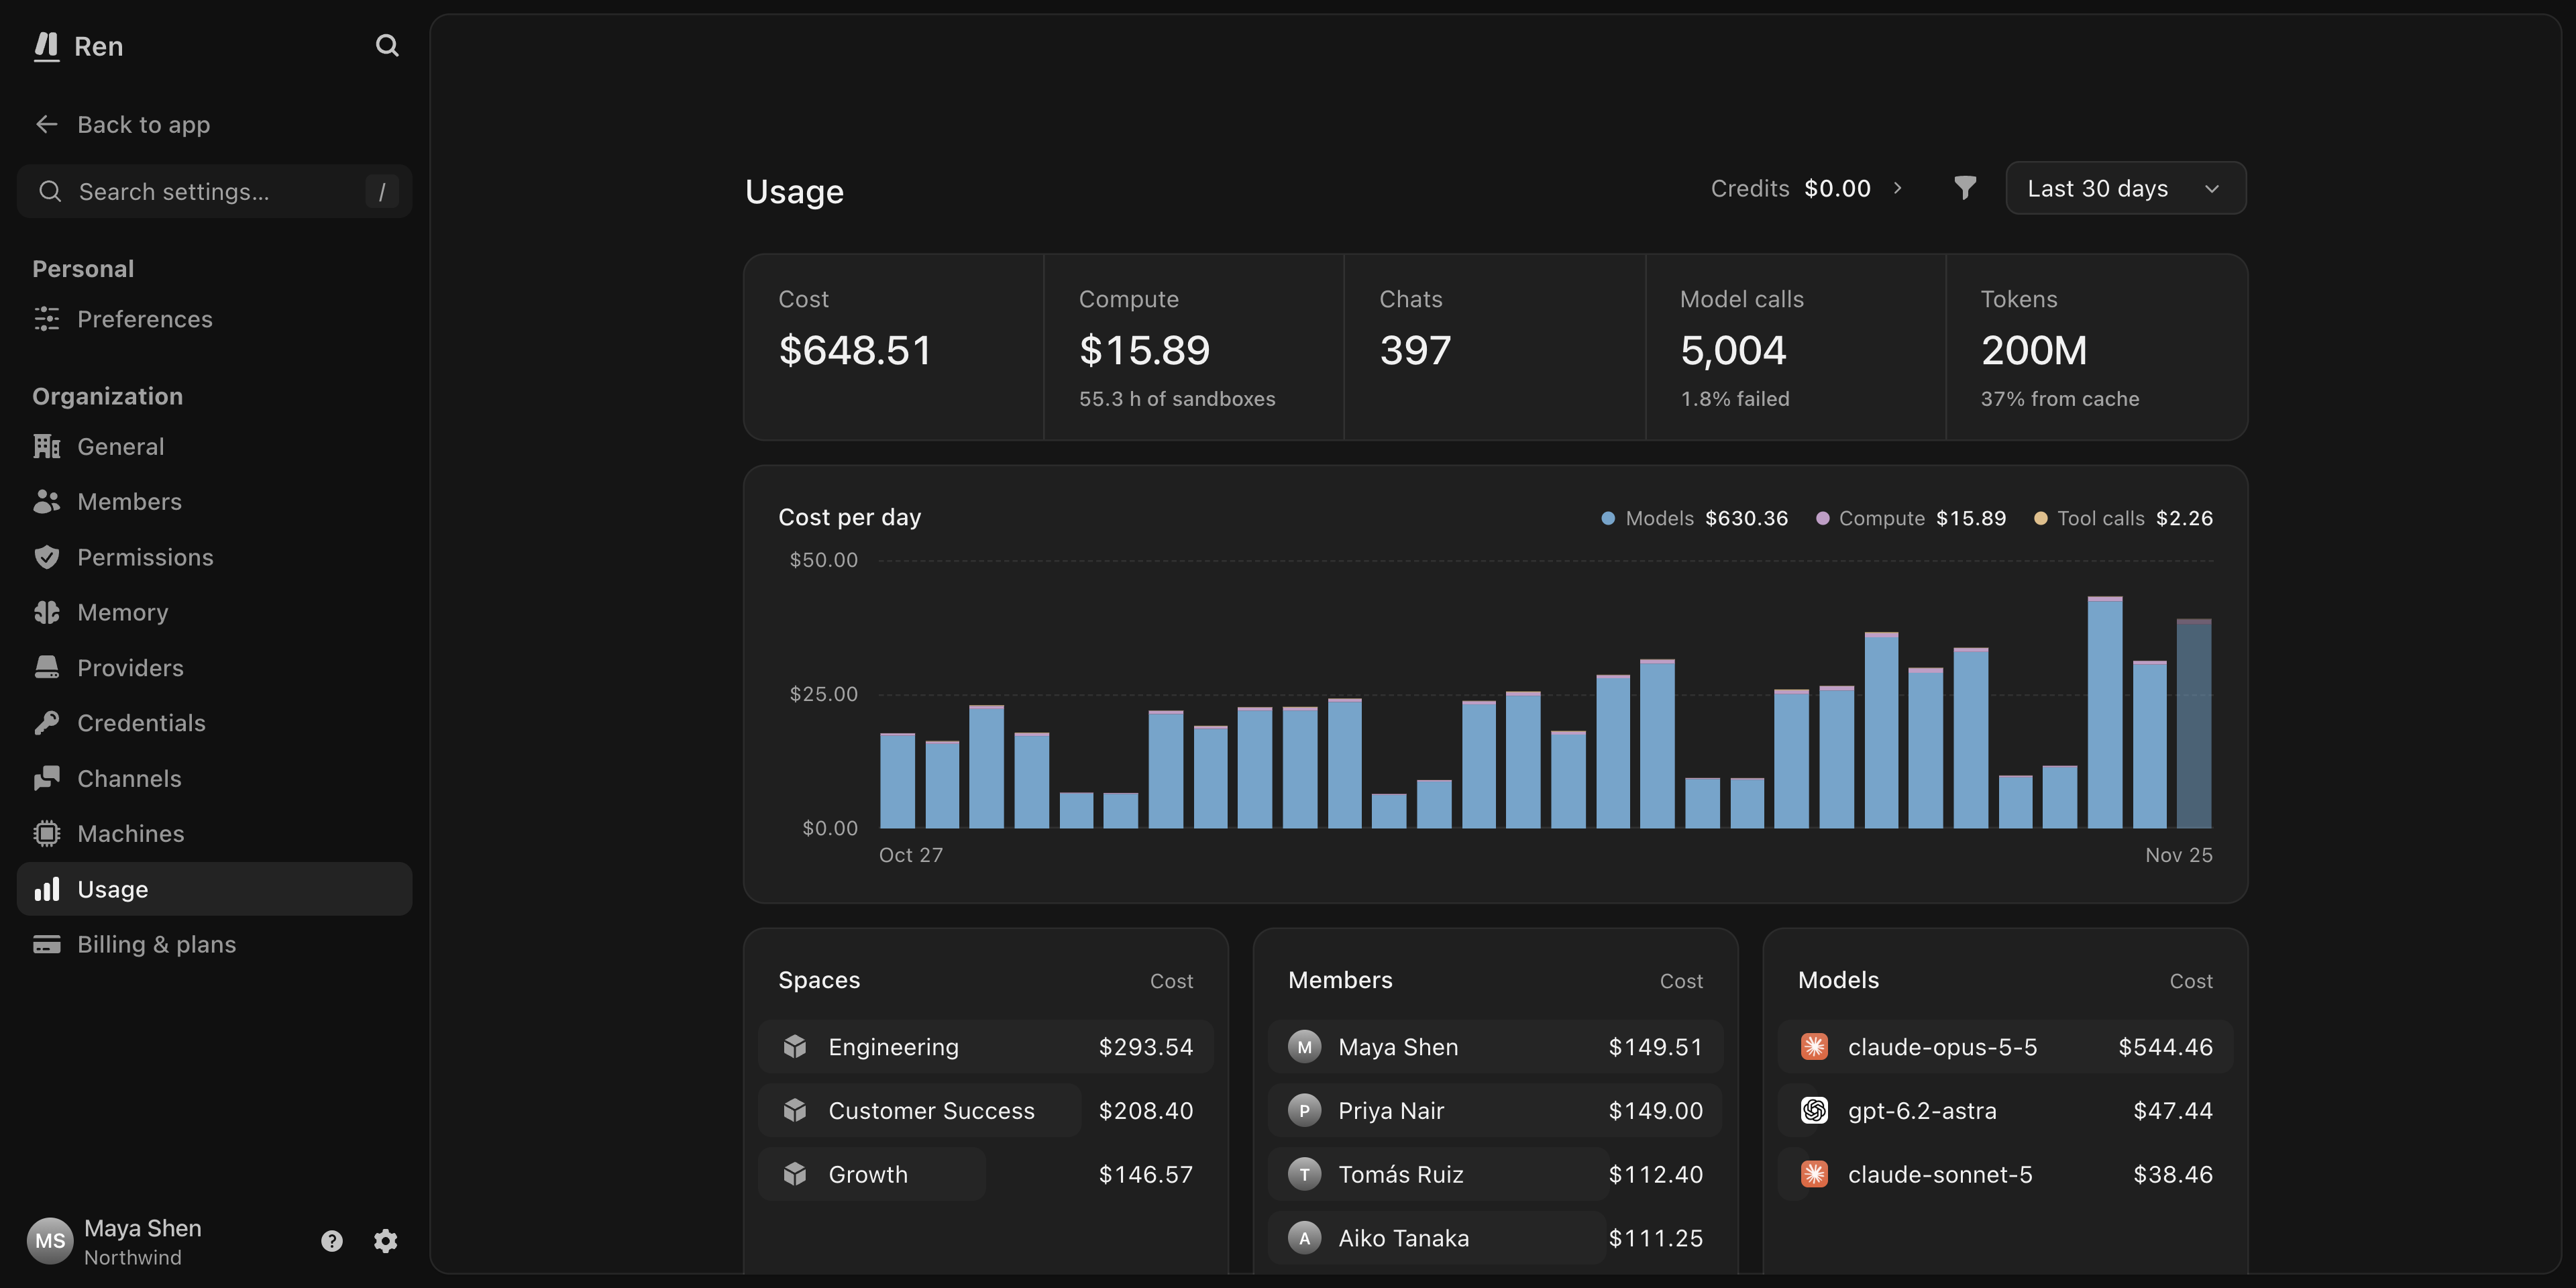 Ren
Back to app
Search settings...
/
Personal
Preferences
Organization
General
Members
Permissions
Memory
Providers
Credentials
Channels
Machines
Usage
Billing & plans
MS
Maya Shen
Northwind
?
Usage
Credits $0.00
Last 30 days
Cost
$648.51
Compute
$15.89
55.3 h of sandboxes
Chats
397
Model calls
5,004
1.8% failed
Tokens
200M
37% from cache
Cost per day
Models $630.36
Compute $15.89
Tool calls $2.26
$50.00
$25.00
$0.00
Oct 27
Nov 25
Spaces Cost
Engineering $293.54
Customer Success $208.40
Growth $146.57
Members Cost
M Maya Shen $149.51
P Priya Nair $149.00
T Tomás Ruiz $112.40
A Aiko Tanaka $111.25
Models Cost
claude-opus-5-5 $544.46
gpt-6.2-astra $47.44
claude-sonnet-5 $38.46